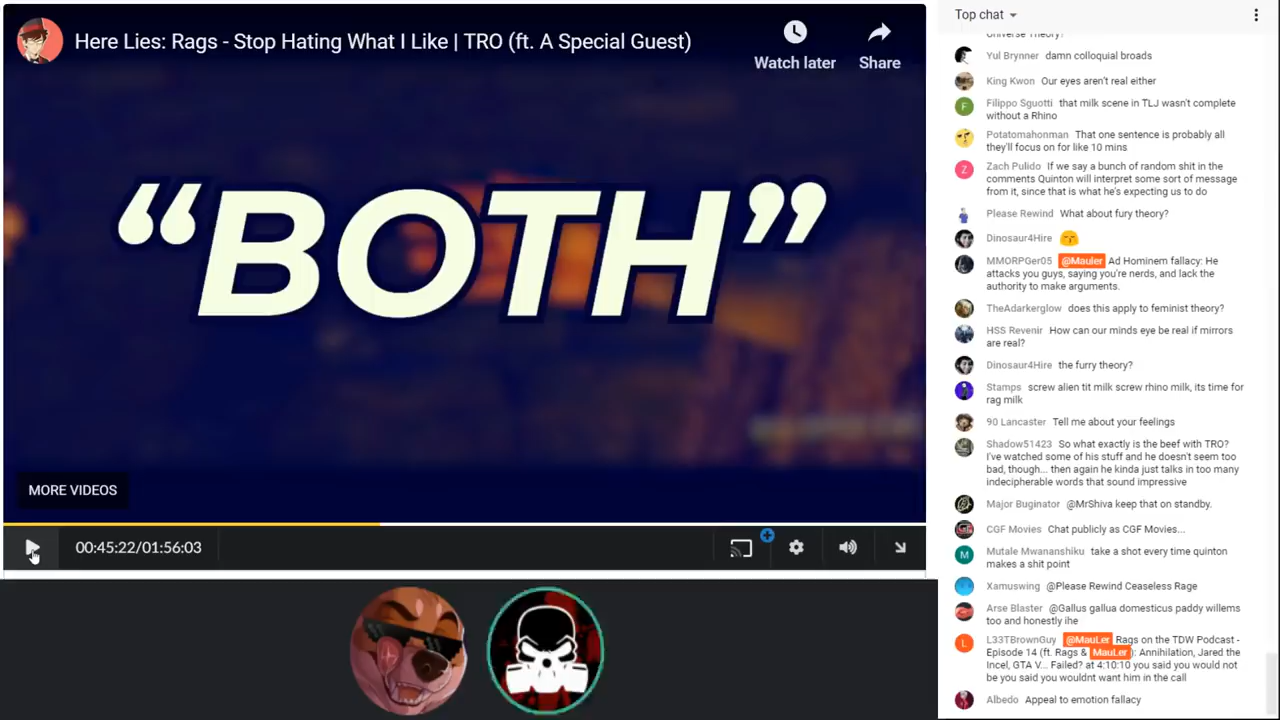 Here Lies: Rags - Stop Hating What I Like | TRO (ft. A Special Guest)
Watch later
Share
“BOTH”
MORE VIDEOS
00:45:22/01:56:03
Top chat
Universe Theory?
Yul Brynner damn colloquial broads
King Kwon Our eyes aren't real either
F
Filippo Sguotti that milk scene in TLJ wasn't complete
without a Rhino
Potatomahonman That one sentence is probably all
they'll focus on for like 10 mins
Z
Zach Pulido If we say a bunch of random shit in the
comments Quinton will interpret some sort of message
from it, since that is what he's expecting us to do
Please Rewind What about fury theory?
Dinosaur4Hire
MMORPGer05 @Mauler Ad Hominem fallacy: He
attacks you guys, saying you're nerds, and lack the
authority to make arguments.
TheAdarkerglow does this apply to feminist theory?
HSS Revenir How can our minds eye be real if mirrors
are real?
Dinosaur4Hire the furry theory?
Stamps screw alien tit milk screw rhino milk, its time for
rag milk
90 Lancaster Tell me about your feelings
Shadow51423 So what exactly is the beef with TRO?
I've watched some of his stuff and he doesn't seem too
bad, though... then again he kinda just talks in too many
indecipherable words that sound impressive
Major Buginator @MrShiva keep that on standby.
CGF Movies Chat publicly as CGF Movies...
M
Mutale Mwananshiku take a shot every time quinton
makes a shit point
Xamuswing @Please Rewind Ceaseless Rage
Arse Blaster @Gallus gallua domesticus paddy willems
too and honestly ihe
L
L33TBrownGuy @MauLer Rags on the TDW Podcast -
Episode 14 (ft. Rags & MauLer): Annihilation, Jared the
Incel, GTA V... Failed? at 4:10:10 you said you would not
be you said you wouldnt want him in the call
Albedo Appeal to emotion fallacy